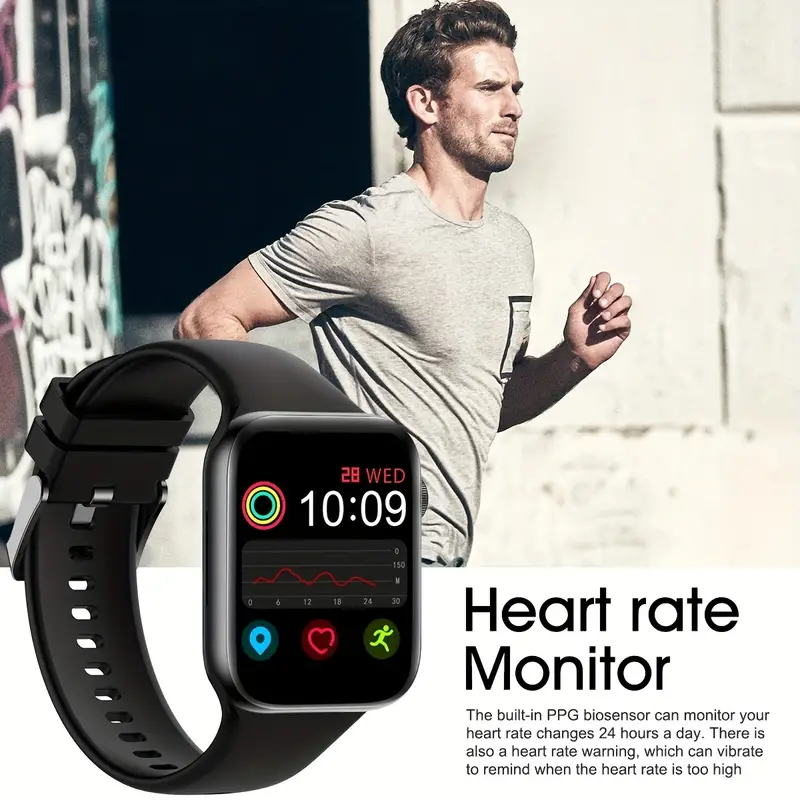 28 WED
10:09
0
150
M
0 6 12 18 24 30
Heart rate
Monitor
The built-in PPG biosensor can monitor your
heart rate changes 24 hours a day. There is
also a heart rate warning, which can vibrate
to remind when the heart rate is too high